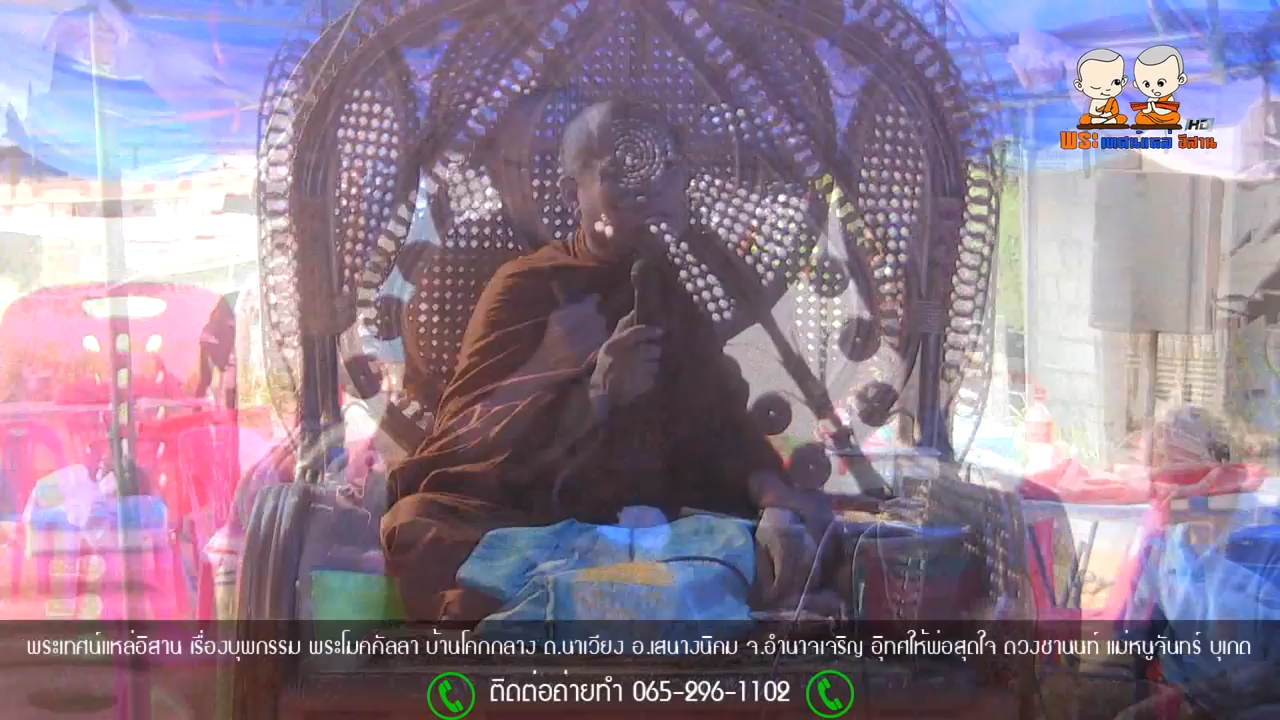 HD
พระเทศน์แหล่ อีสาน
พระเทศน์แหล่อิสาน เรื่องบุพกรรม พระโมคคัลลา บ้านโคกกลาง ต.นาเวียง อ.เสนางนิคม จ.อำนาจเจริญ อุิทศให้พ่อสุดใจ ดวงชานนท์ แม่หนูจันทร์ บุเกต
ติดต่อค่ายทำ 065-296-1102